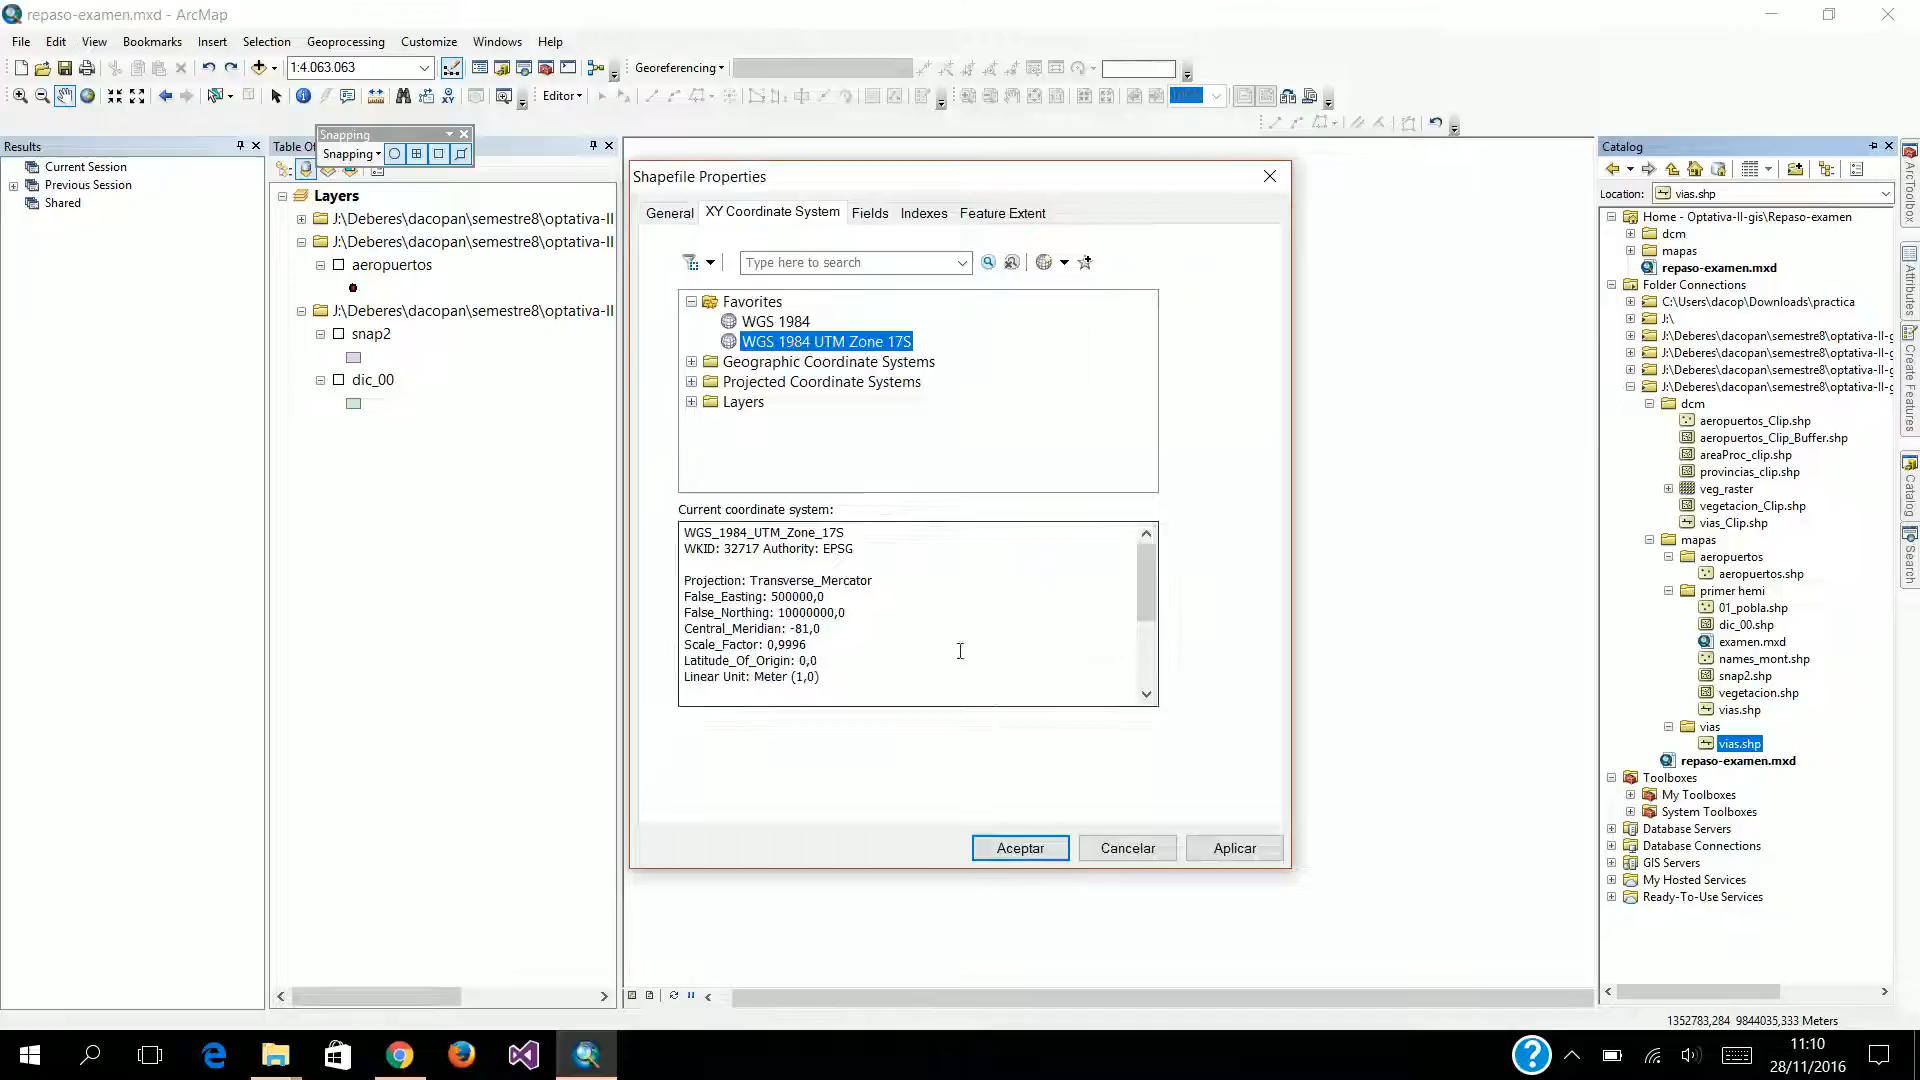 repaso-examen.mxd - ArcMap
File Edit View Bookmarks Insert Selection Geoprocessing Customize Windows Help
1:4.063.063
Georeferencing
Editor
Snapping
Snapping
Results
Current Session
Previous Session
Shared
Table Of
Layers
J:\Deberes\dacopan\semestre8\optativa-II
J:\Deberes\dacopan\semestre8\optativa-II
aeropuertos
J:\Deberes\dacopan\semestre8\optativa-II
snap2
dic_00
Shapefile Properties
General XY Coordinate System Fields Indexes Feature Extent
Type here to search
Favorites
WGS 1984
WGS 1984 UTM Zone 17S
Geographic Coordinate Systems
Projected Coordinate Systems
Layers
Current coordinate system:
WGS_1984_UTM_Zone_17S
WKID: 32717 Authority: EPSG
Projection: Transverse_Mercator
False_Easting: 500000,0
False_Northing: 10000000,0
Central_Meridian: -81,0
Scale_Factor: 0,9996
Latitude_Of_Origin: 0,0
Linear Unit: Meter (1,0)
Aceptar Cancelar Aplicar
Catalog
Location: vias.shp
Home - Optativa-II-gis\Repaso-examen
dcm
mapas
repaso-examen.mxd
Folder Connections
C:\Users\dacop\Downloads\practica
J:\
J:\Deberes\dacopan\semestre8\optativa-II-g
J:\Deberes\dacopan\semestre8\optativa-II-g
J:\Deberes\dacopan\semestre8\optativa-II-g
J:\Deberes\dacopan\semestre8\optativa-II-g
dcm
aeropuertos_Clip.shp
aeropuertos_Clip_Buffer.shp
areaProc_clip.shp
provincias_clip.shp
veg_raster
vegetacion_Clip.shp
vias_Clip.shp
mapas
aeropuertos
aeropuertos.shp
primer hemi
01_pobla.shp
dic_00.shp
examen.mxd
names_mont.shp
snap2.shp
vegetacion.shp
vias.shp
vias
vias.shp
repaso-examen.mxd
Toolboxes
My Toolboxes
System Toolboxes
Database Servers
Database Connections
GIS Servers
My Hosted Services
Ready-To-Use Services
ArcToolbox
Attributes
Create Features
Catalog
Search
1352783,284 9844035,333 Meters
11:10
28/11/2016